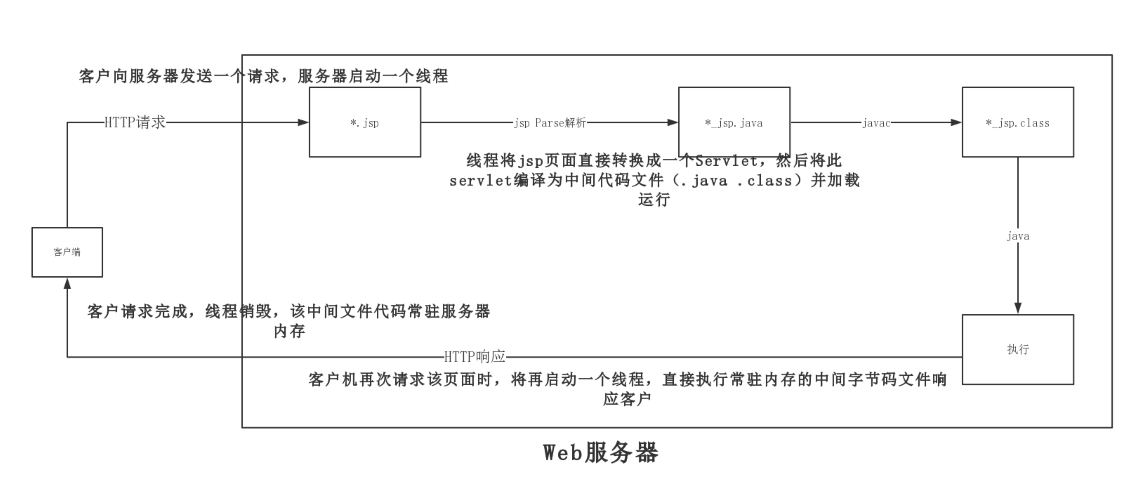 客户向服务器发送一个请求，服务器启动一个线程
HTTP请求
*.jsp
jsp Parse解析
*_jsp.java
javac
*_jsp.class
线程将jsp页面直接转换成一个Servlet，然后将此
servlet编译为中间代码文件（.java .class）并加载
运行
java
客户端
客户请求完成，线程销毁，该中间文件代码常驻服务器
内存
执行
HTTP响应
客户机再次请求该页面时，将再启动一个线程，直接执行常驻内存的中间字节码文件响
应客户
Web服务器